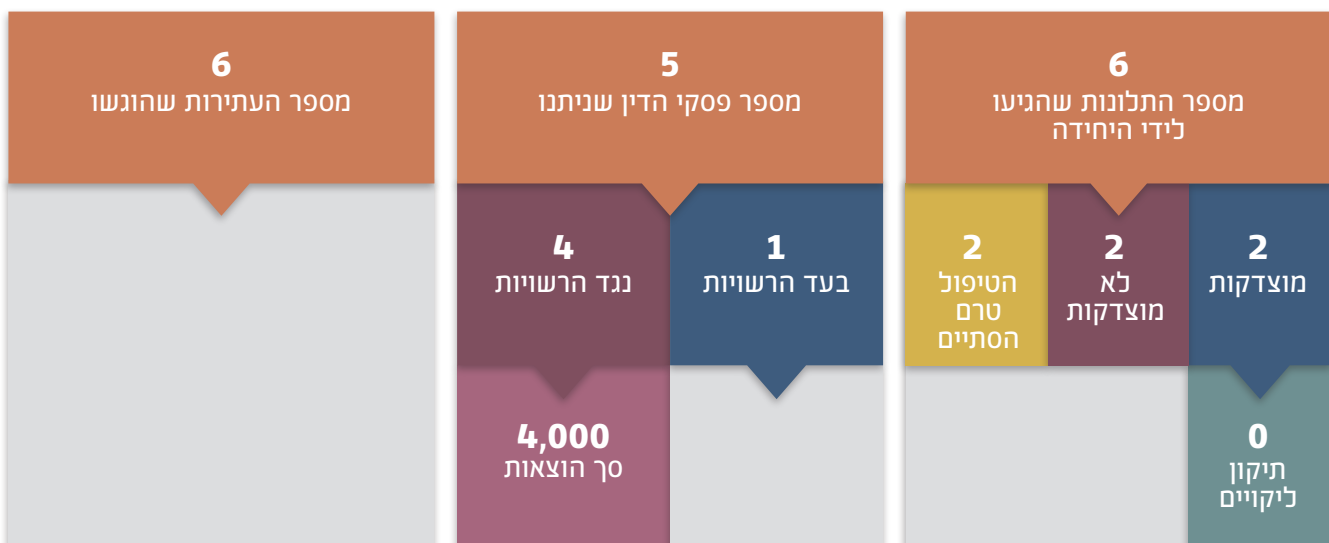 6
מספר התלונות שהגיעו
לידי היחידה
2
מוצדקות
2
לא
מוצדקות
2
הטיפול
טרם
הסתיים
0
תיקון
ליקויים
5
מספר פסקי הדין שניתנו
1
בעד הרשויות
4
נגד הרשויות
4,000
סך הוצאות
6
מספר העתירות שהוגשו